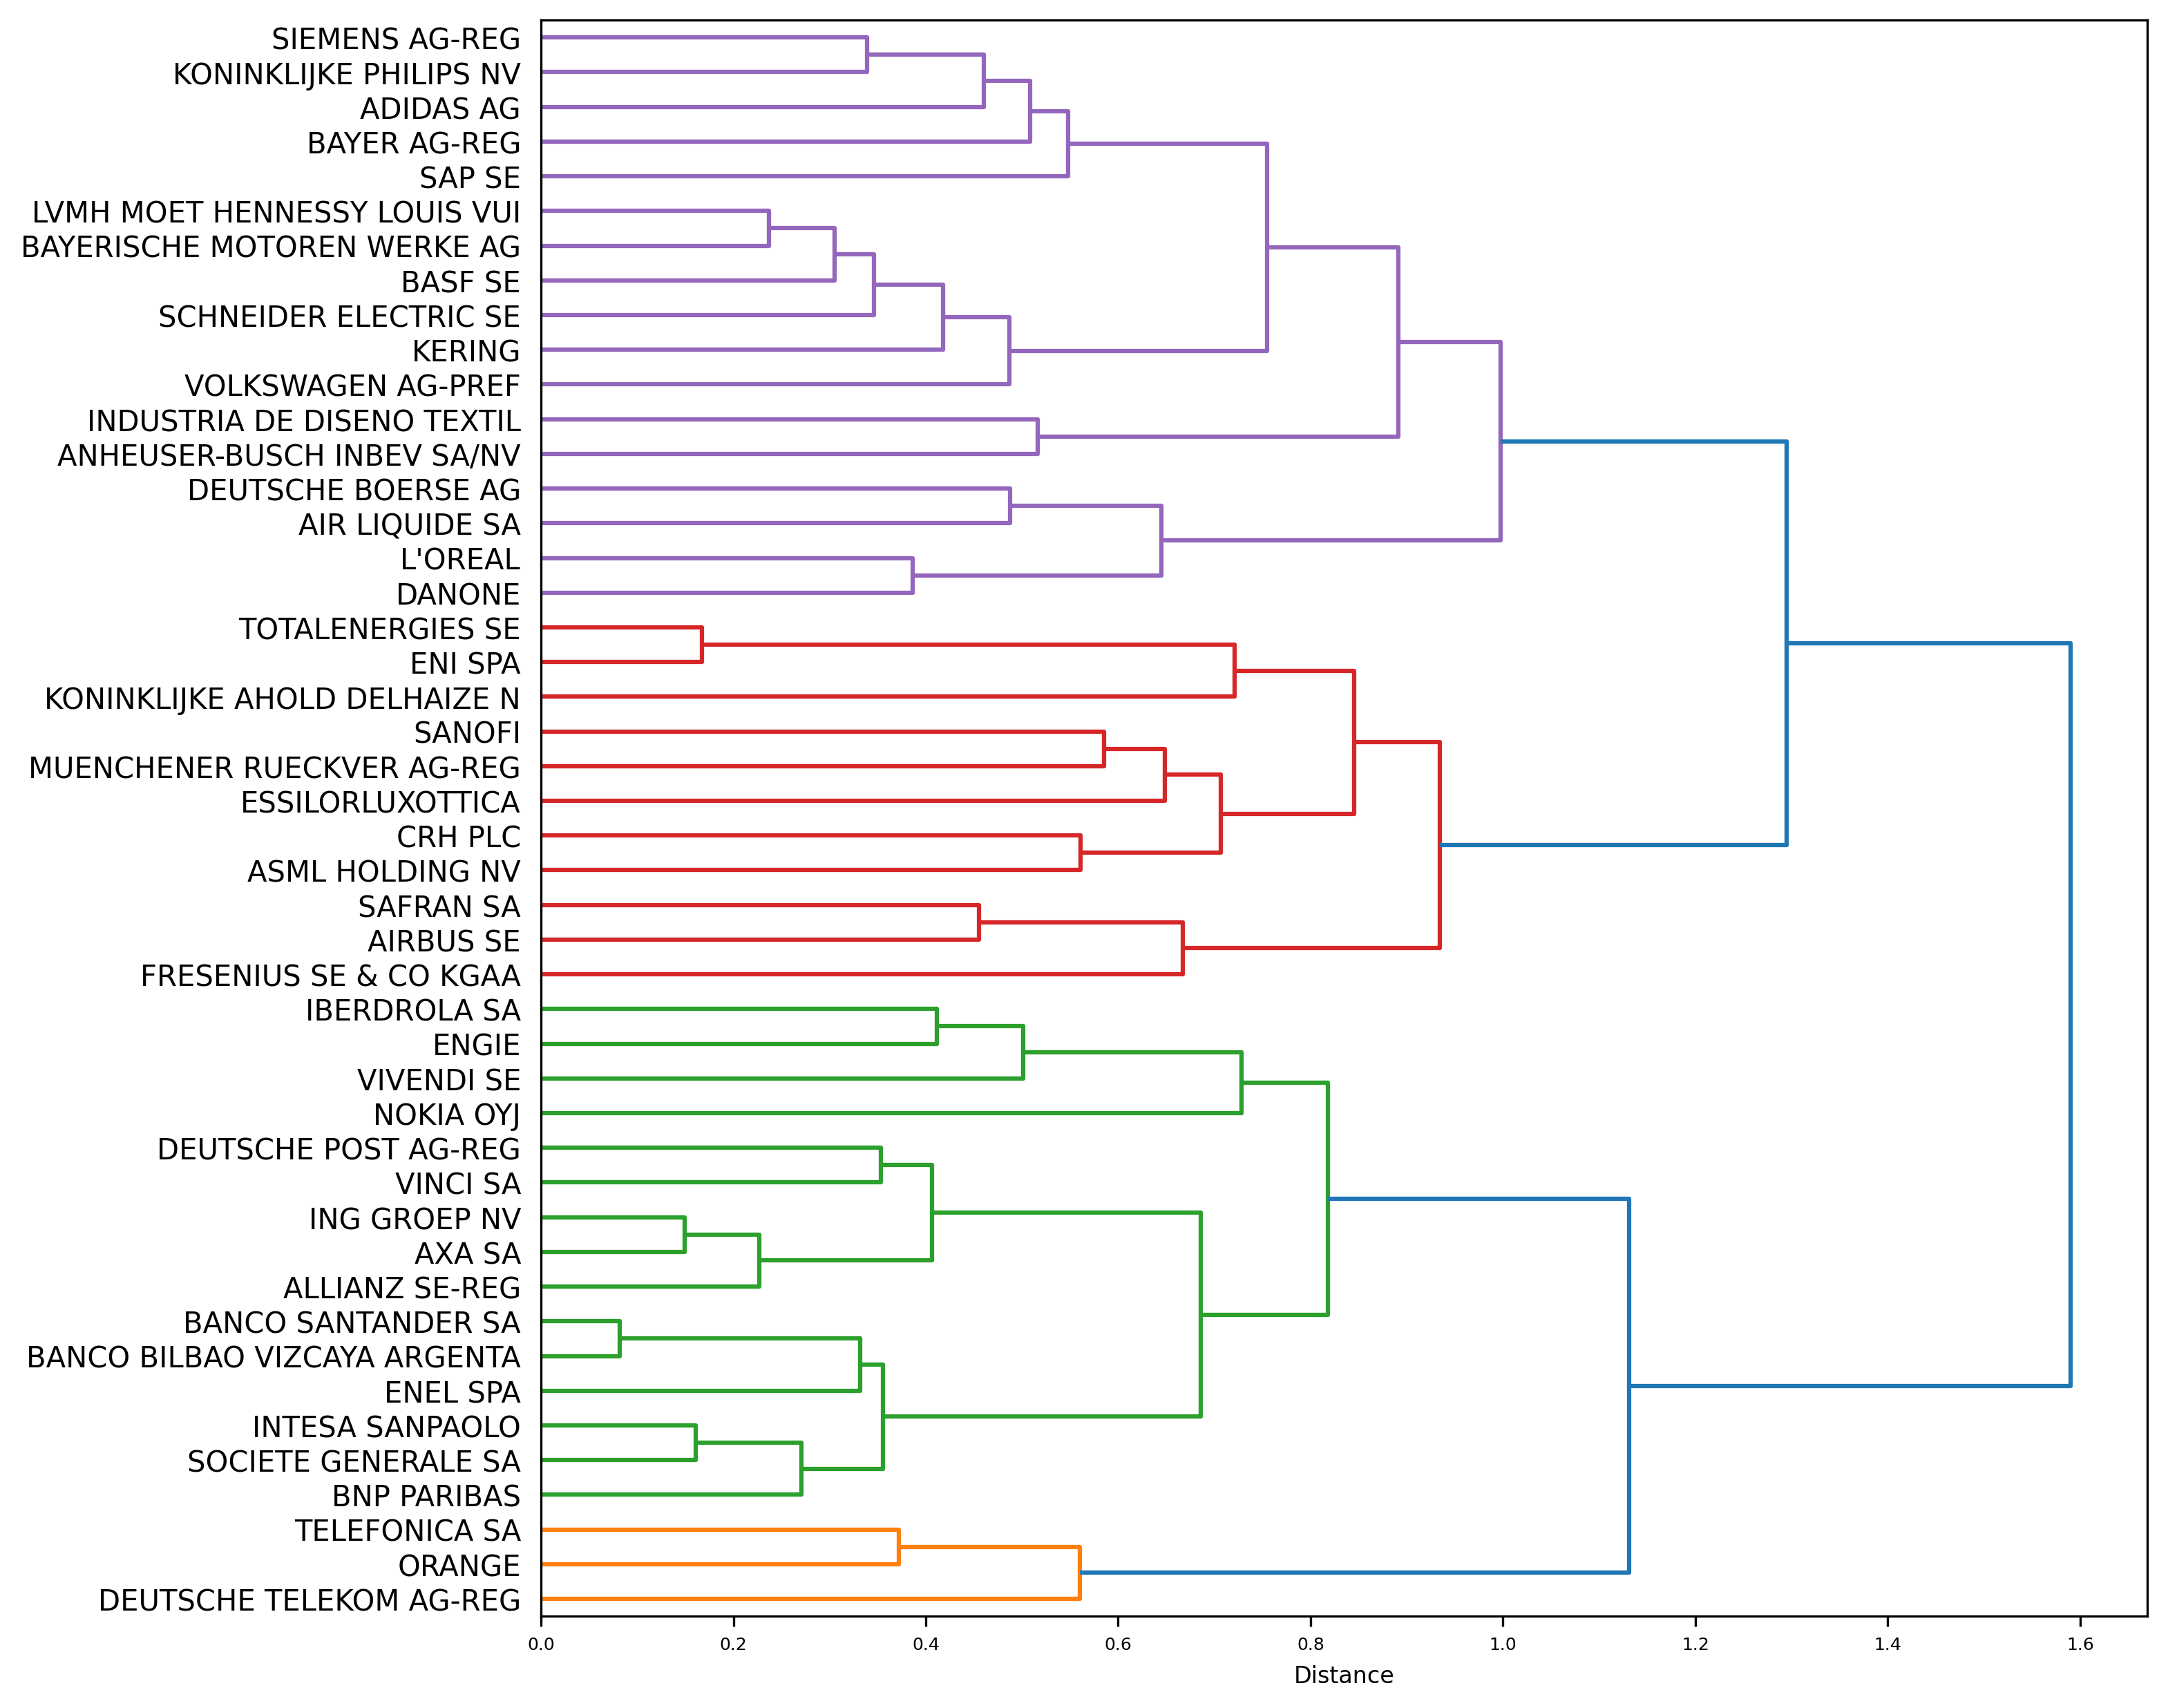 SIEMENS AG-REG
KONINKLIJKE PHILIPS NV
ADIDAS AG
BAYER AG-REG
SAP SE
LVMH MOET HENNESSY LOUIS VUI
BAYERISCHE MOTOREN WERKE AG
BASF SE
SCHNEIDER ELECTRIC SE
KERING
VOLKSWAGEN AG-PREF
INDUSTRIA DE DISENO TEXTIL
ANHEUSER-BUSCH INBEV SA/NV
DEUTSCHE BOERSE AG
AIR LIQUIDE SA
L'OREAL
DANONE
TOTALENERGIES SE
ENI SPA
KONINKLIJKE AHOLD DELHAIZE N
SANOFI
MUENCHENER RUECKVER AG-REG
ESSILORLUXOTTICA
CRH PLC
ASML HOLDING NV
SAFRAN SA
AIRBUS SE
FRESENIUS SE & CO KGAA
IBERDROLA SA
ENGIE
VIVENDI SE
NOKIA OYJ
DEUTSCHE POST AG-REG
VINCI SA
ING GROEP NV
AXA SA
ALLIANZ SE-REG
BANCO SANTANDER SA
BANCO BILBAO VIZCAYA ARGENTA
ENEL SPA
INTESA SANPAOLO
SOCIETE GENERALE SA
BNP PARIBAS
TELEFONICA SA
ORANGE
DEUTSCHE TELEKOM AG-REG
0.0 0.2 0.4 0.6 0.8 1.0 1.2 1.4 1.6
Distance